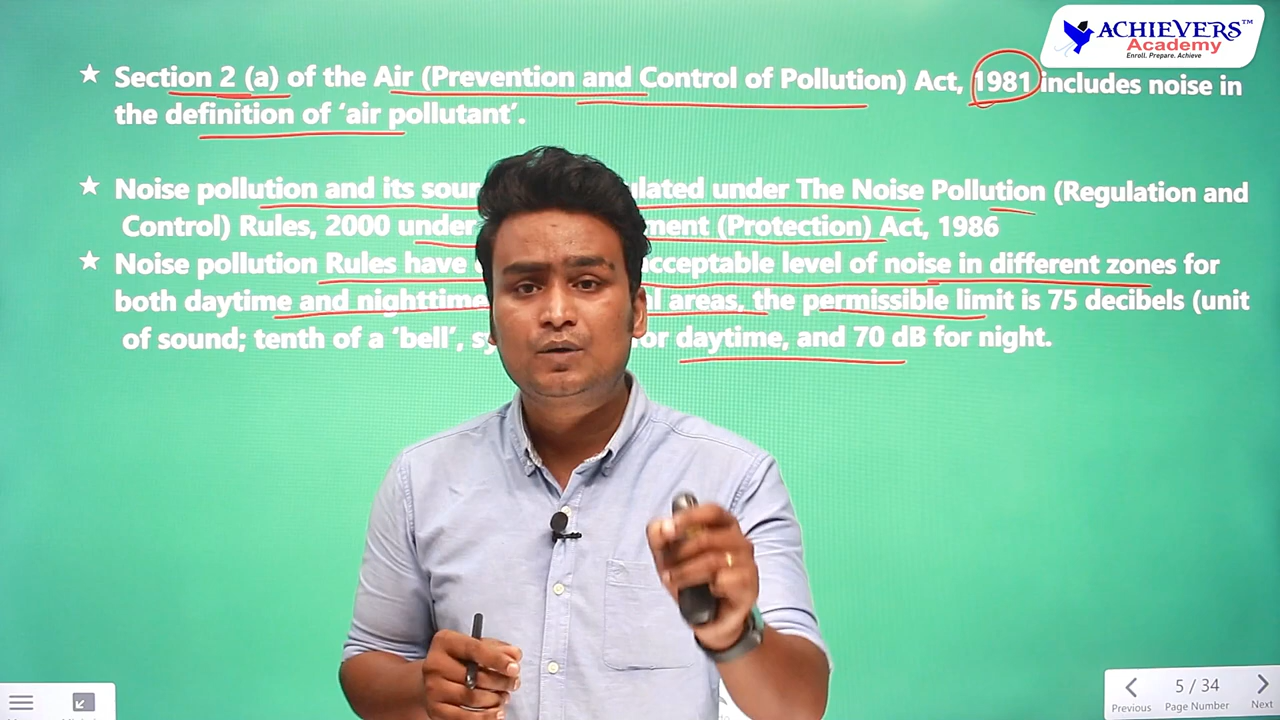 ACHIEVERS™
Academy
Enroll. Prepare. Achieve
★ Section 2 (a) of the Air (Prevention and Control of Pollution) Act, 1981 includes noise in
the definition of ‘air pollutant’.
★ Noise pollution and its sour ulated under The Noise Pollution (Regulation and
Control) Rules, 2000 under ment (Protection) Act, 1986
★ Noise pollution Rules have acceptable level of noise in different zones for
both daytime and nighttime l areas, the permissible limit is 75 decibels (unit
of sound; tenth of a ‘bell’, sy or daytime, and 70 dB for night.
5 / 34
Previous Page Number Next